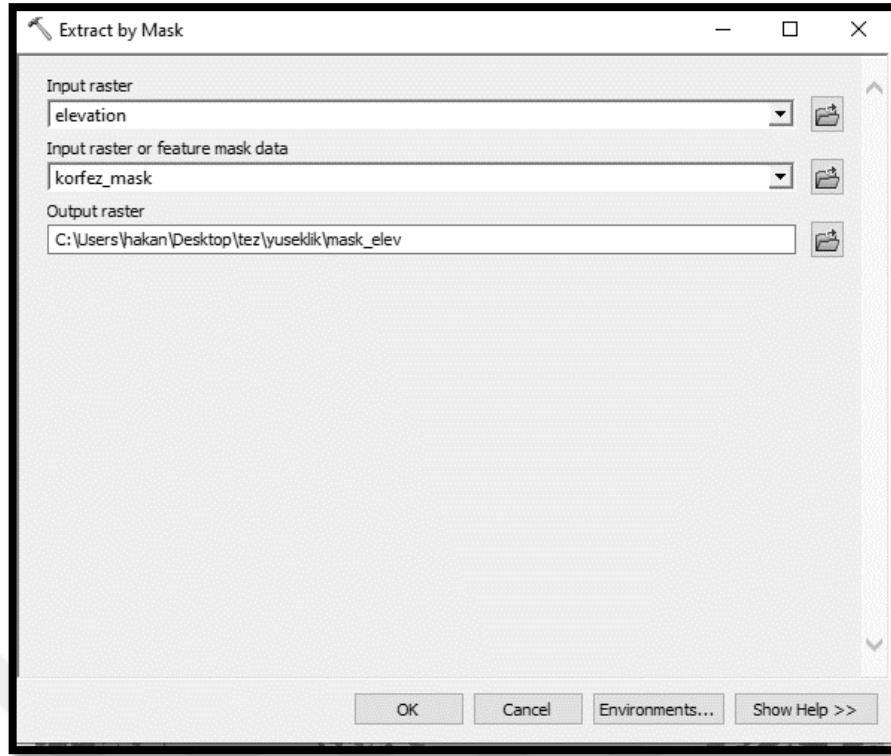 Extract by Mask
Input raster
elevation
Input raster or feature mask data
korfez_mask
Output raster
C:\Users\hakan\Desktop\tez\yuseklik\mask_elev
OK Cancel Environments... Show Help >>